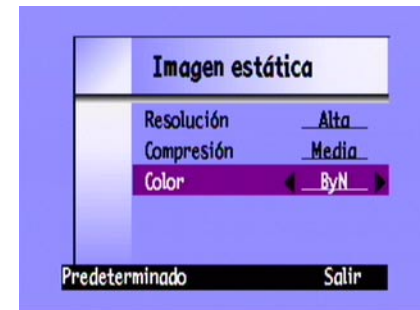 Imagen estática
Resolución Alta
Compresión Media
Color ByN
Predeterminado Salir